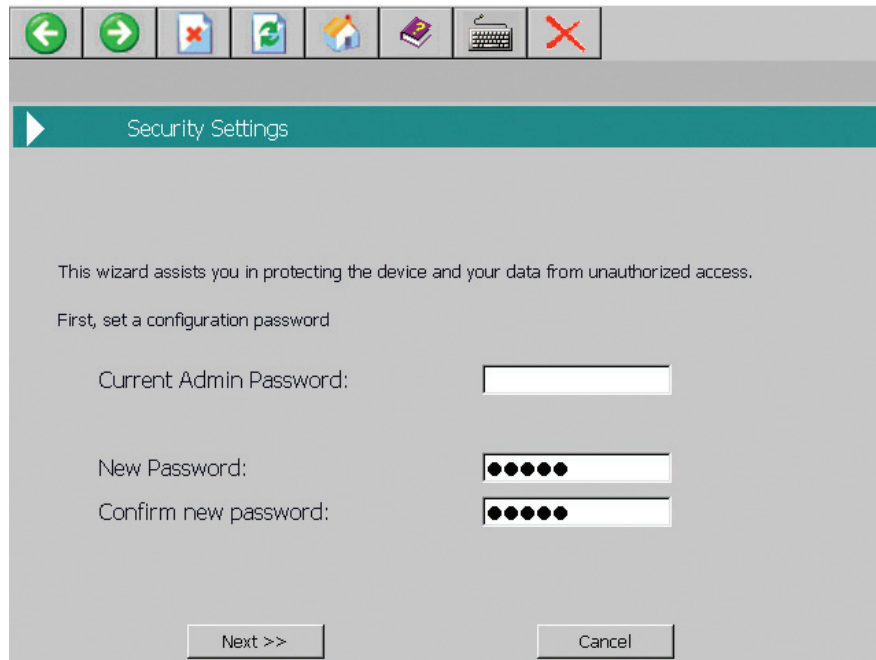 Security Settings
This wizard assists you in protecting the device and your data from unauthorized access.
First, set a configuration password
Current Admin Password:
New Password: ●●●●●
Confirm new password: ●●●●●
Next >> Cancel